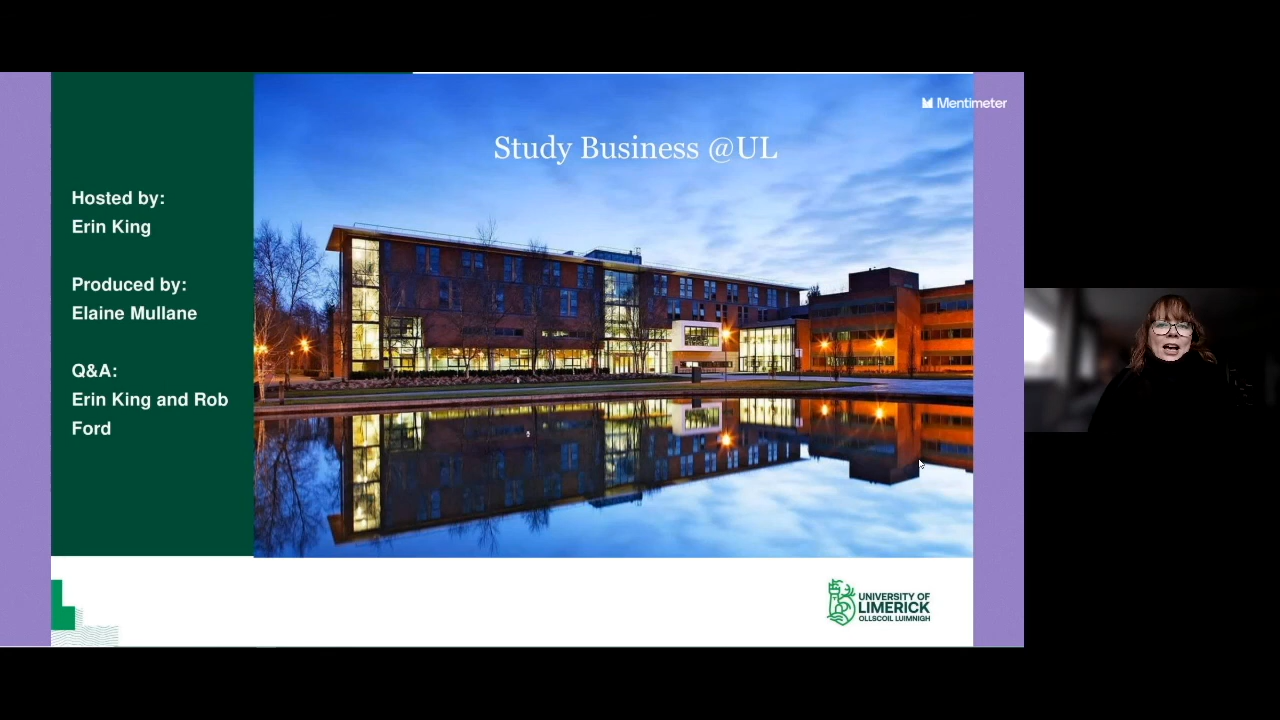 Mentimeter
Study Business @UL
Hosted by:
Erin King
Produced by:
Elaine Mullane
Q&A:
Erin King and Rob
Ford
UNIVERSITY OF
LIMERICK
OLLSCOIL LUIMNIGH